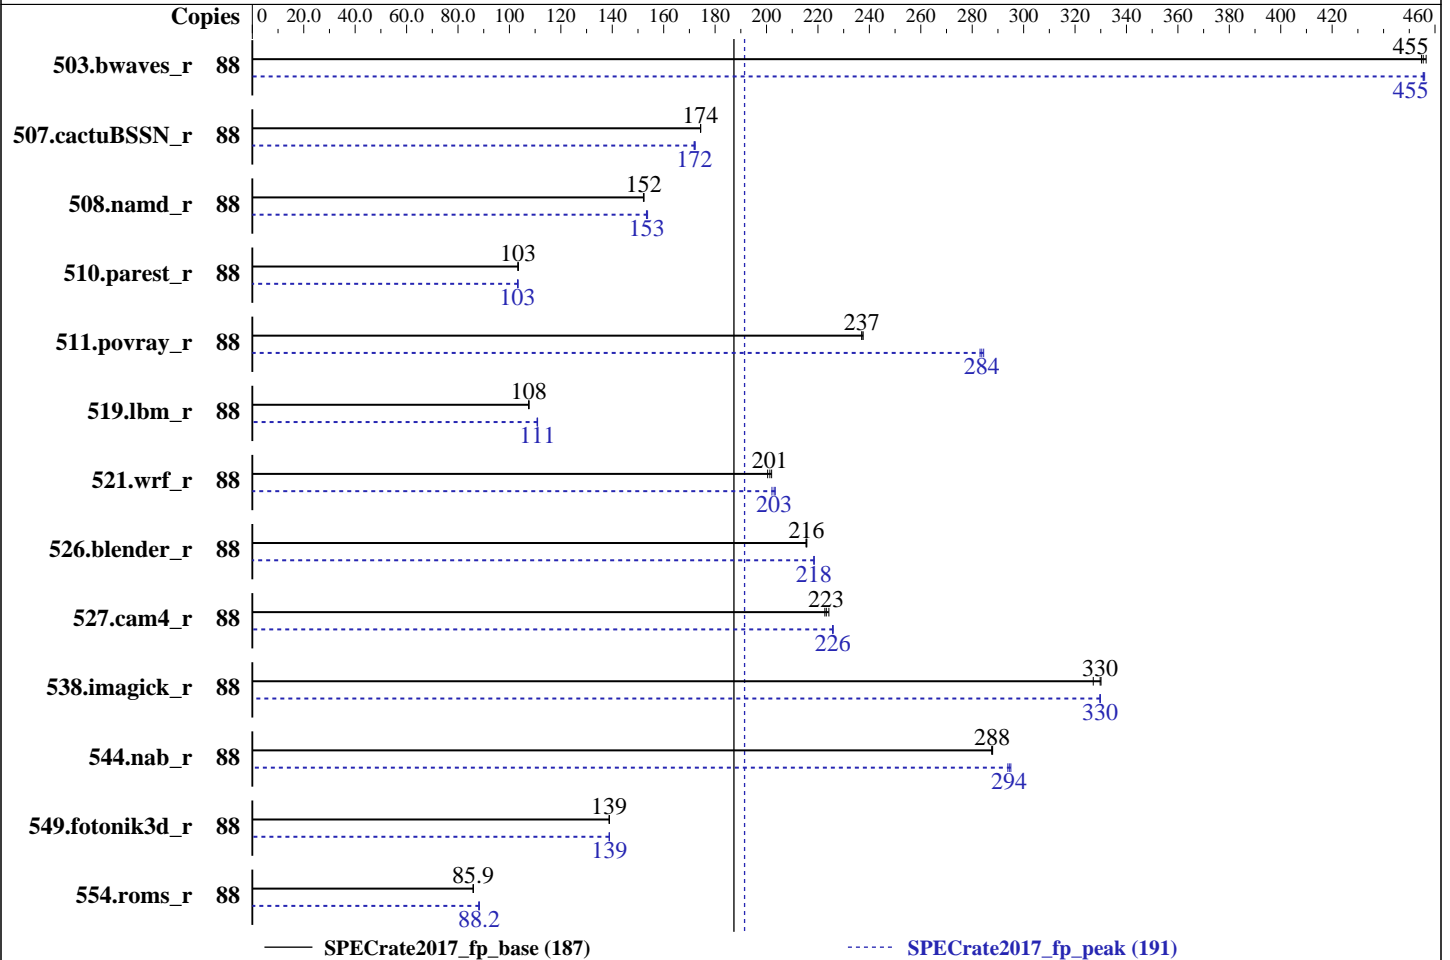 Copies 0 20.0 40.0 60.0 80.0 100 120 140 160 180 200 220 240 260 280 300 320 340 360 380 400 420 460
503.bwaves_r 88 455
455
507.cactuBSSN_r 88 174
172
508.namd_r 88 152
153
510.parest_r 88 103
103
511.povray_r 88 237
284
519.lbm_r 88 108
111
521.wrf_r 88 201
203
526.blender_r 88 216
218
527.cam4_r 88 223
226
538.imagick_r 88 330
330
544.nab_r 88 288
294
549.fotonik3d_r 88 139
139
554.roms_r 88 85.9
88.2
SPECrate2017_fp_base (187) SPECrate2017_fp_peak (191)